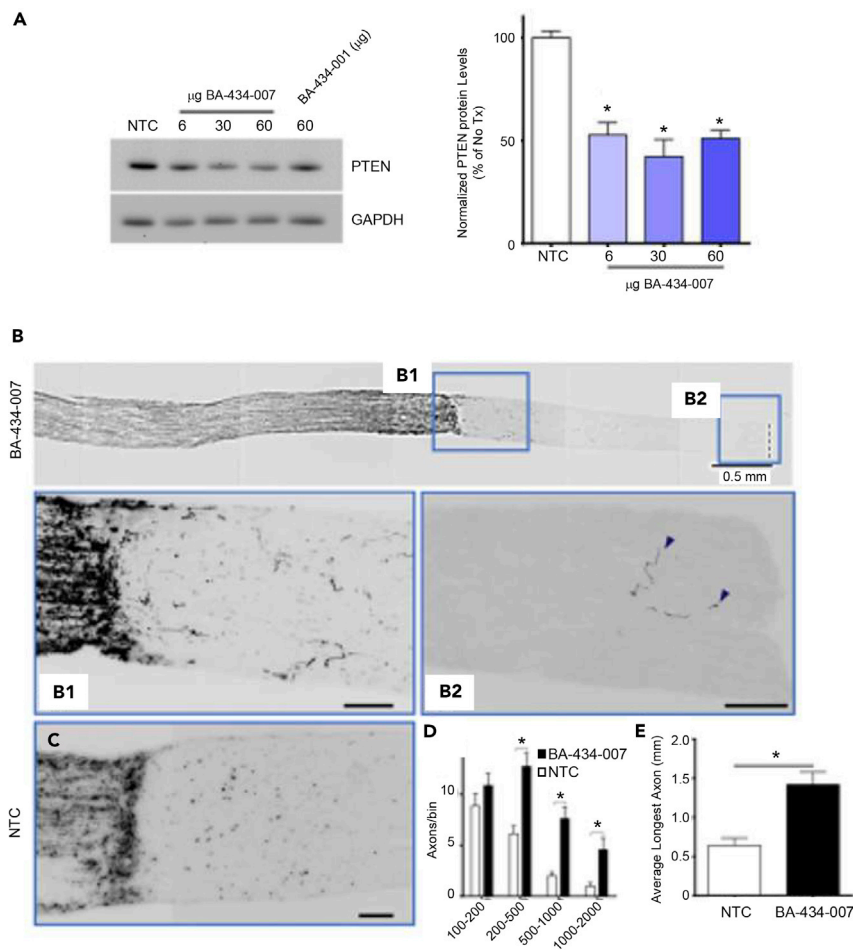 A
μg BA-434-007
BA-434-001 (μg)
NTC 6 30 60 60
PTEN
GAPDH
Normalized PTEN protein Levels
(% of No Tx)
100
50
0
NTC
6 30 60
μg BA-434-007
* * *
B
BA-434-007
B1
B2
0.5 mm
B1
B2
C
NTC
D
BA-434-007
NTC
Axons/bin
10
5
0
* * *
100-200
200-500
500-1000
1000-2000
E
Average Longest Axon (mm)
2.0
1.5
1.0
0.5
0
*
NTC BA-434-007